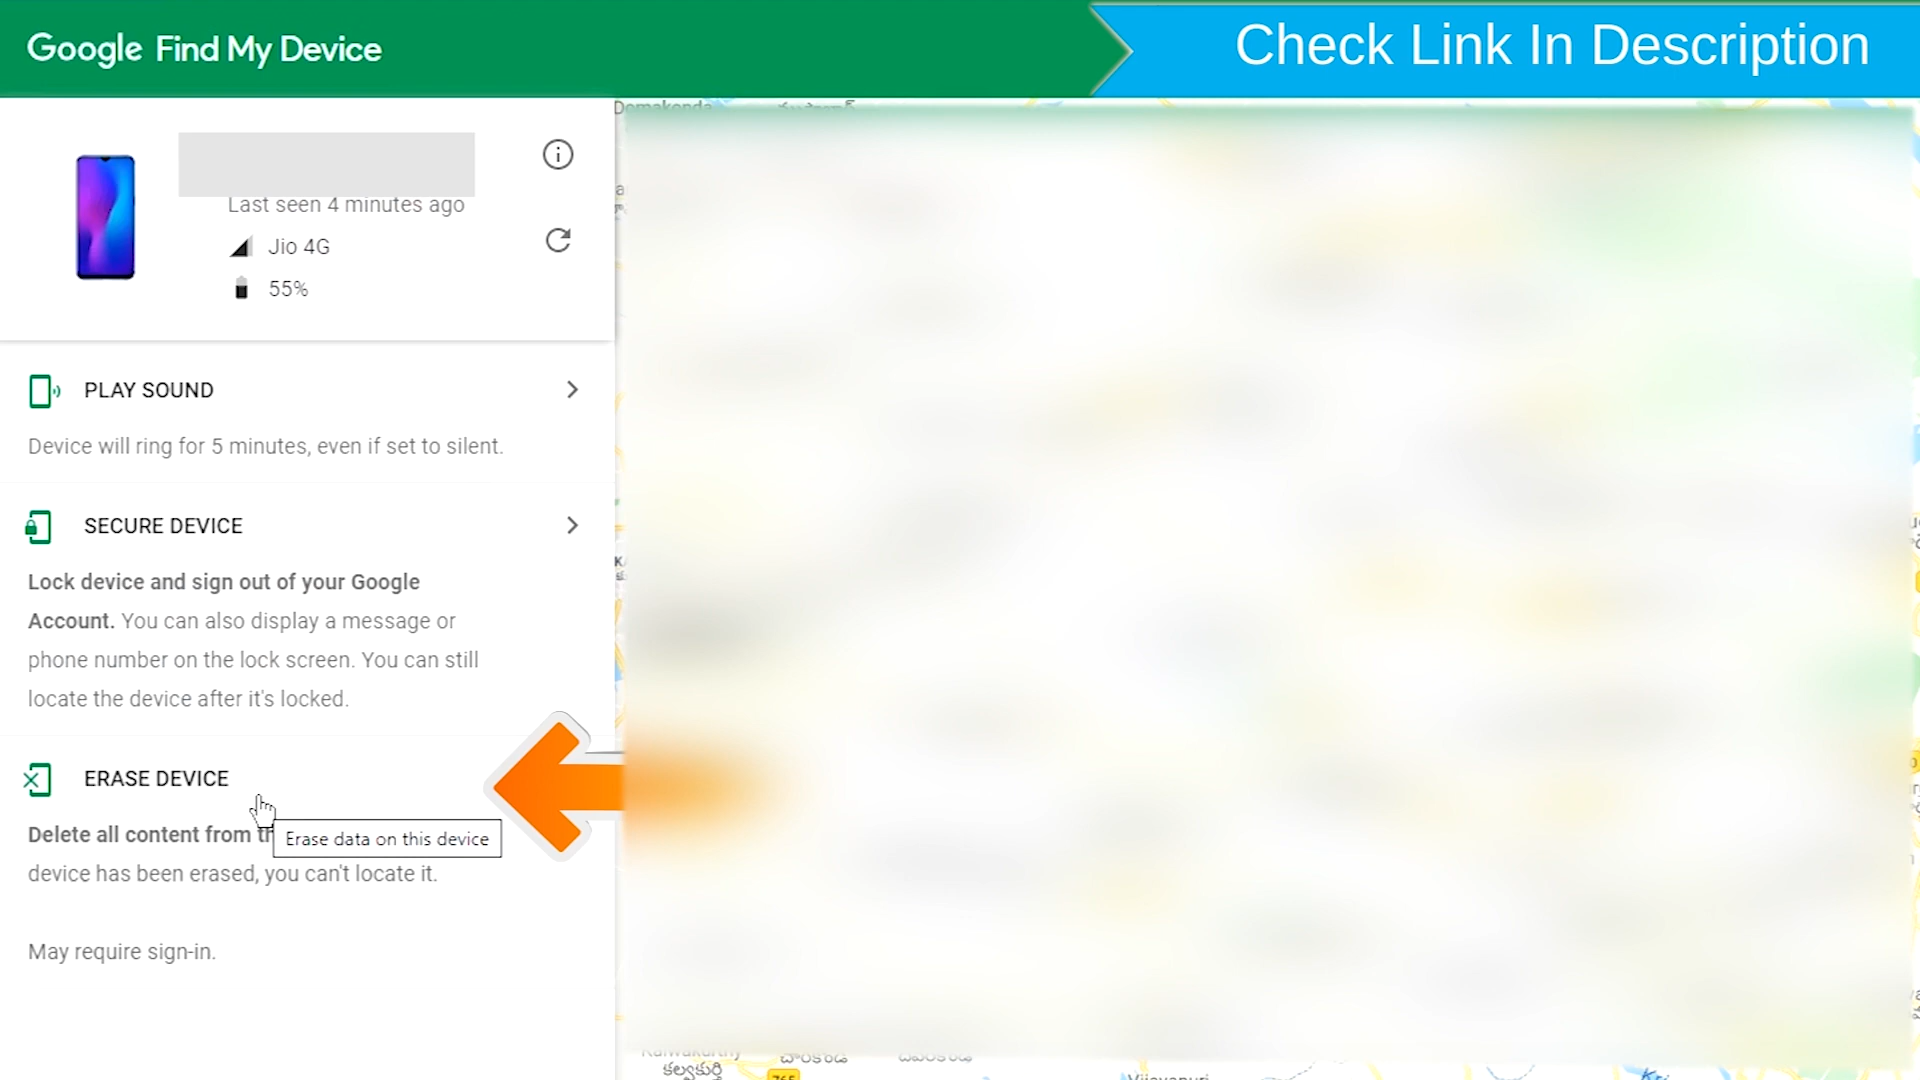 Google Find My Device
Check Link In Description
Last seen 4 minutes ago
Jio 4G
55%
PLAY SOUND
Device will ring for 5 minutes, even if set to silent.
SECURE DEVICE
Lock device and sign out of your Google
Account. You can also display a message or
phone number on the lock screen. You can still
locate the device after it's locked.
ERASE DEVICE
Delete all content from
Erase data on this device
device has been erased, you can't locate it.
May require sign-in.
కల్వకుర్తి
765